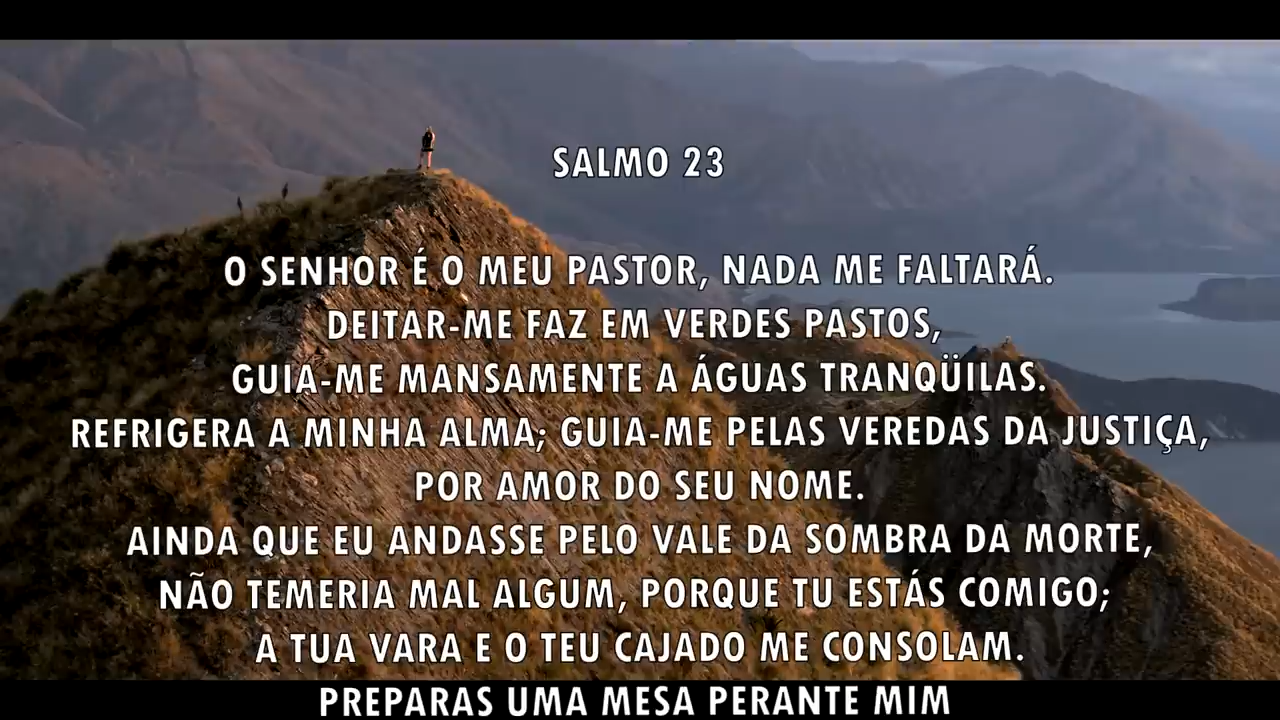 SALMO 23
O SENHOR É O MEU PASTOR, NADA ME FALTARÁ.
DEITAR-ME FAZ EM VERDES PASTOS,
GUIA-ME MANSAMENTE A ÁGUAS TRANQÜILAS.
REFRIGERA A MINHA ALMA; GUIA-ME PELAS VEREDAS DA JUSTIÇA,
POR AMOR DO SEU NOME.
AINDA QUE EU ANDASSE PELO VALE DA SOMBRA DA MORTE,
NÃO TEMERIA MAL ALGUM, PORQUE TU ESTÁS COMIGO;
A TUA VARA E O TEU CAJADO ME CONSOLAM.
PREPARAS UMA MESA PERANTE MIM